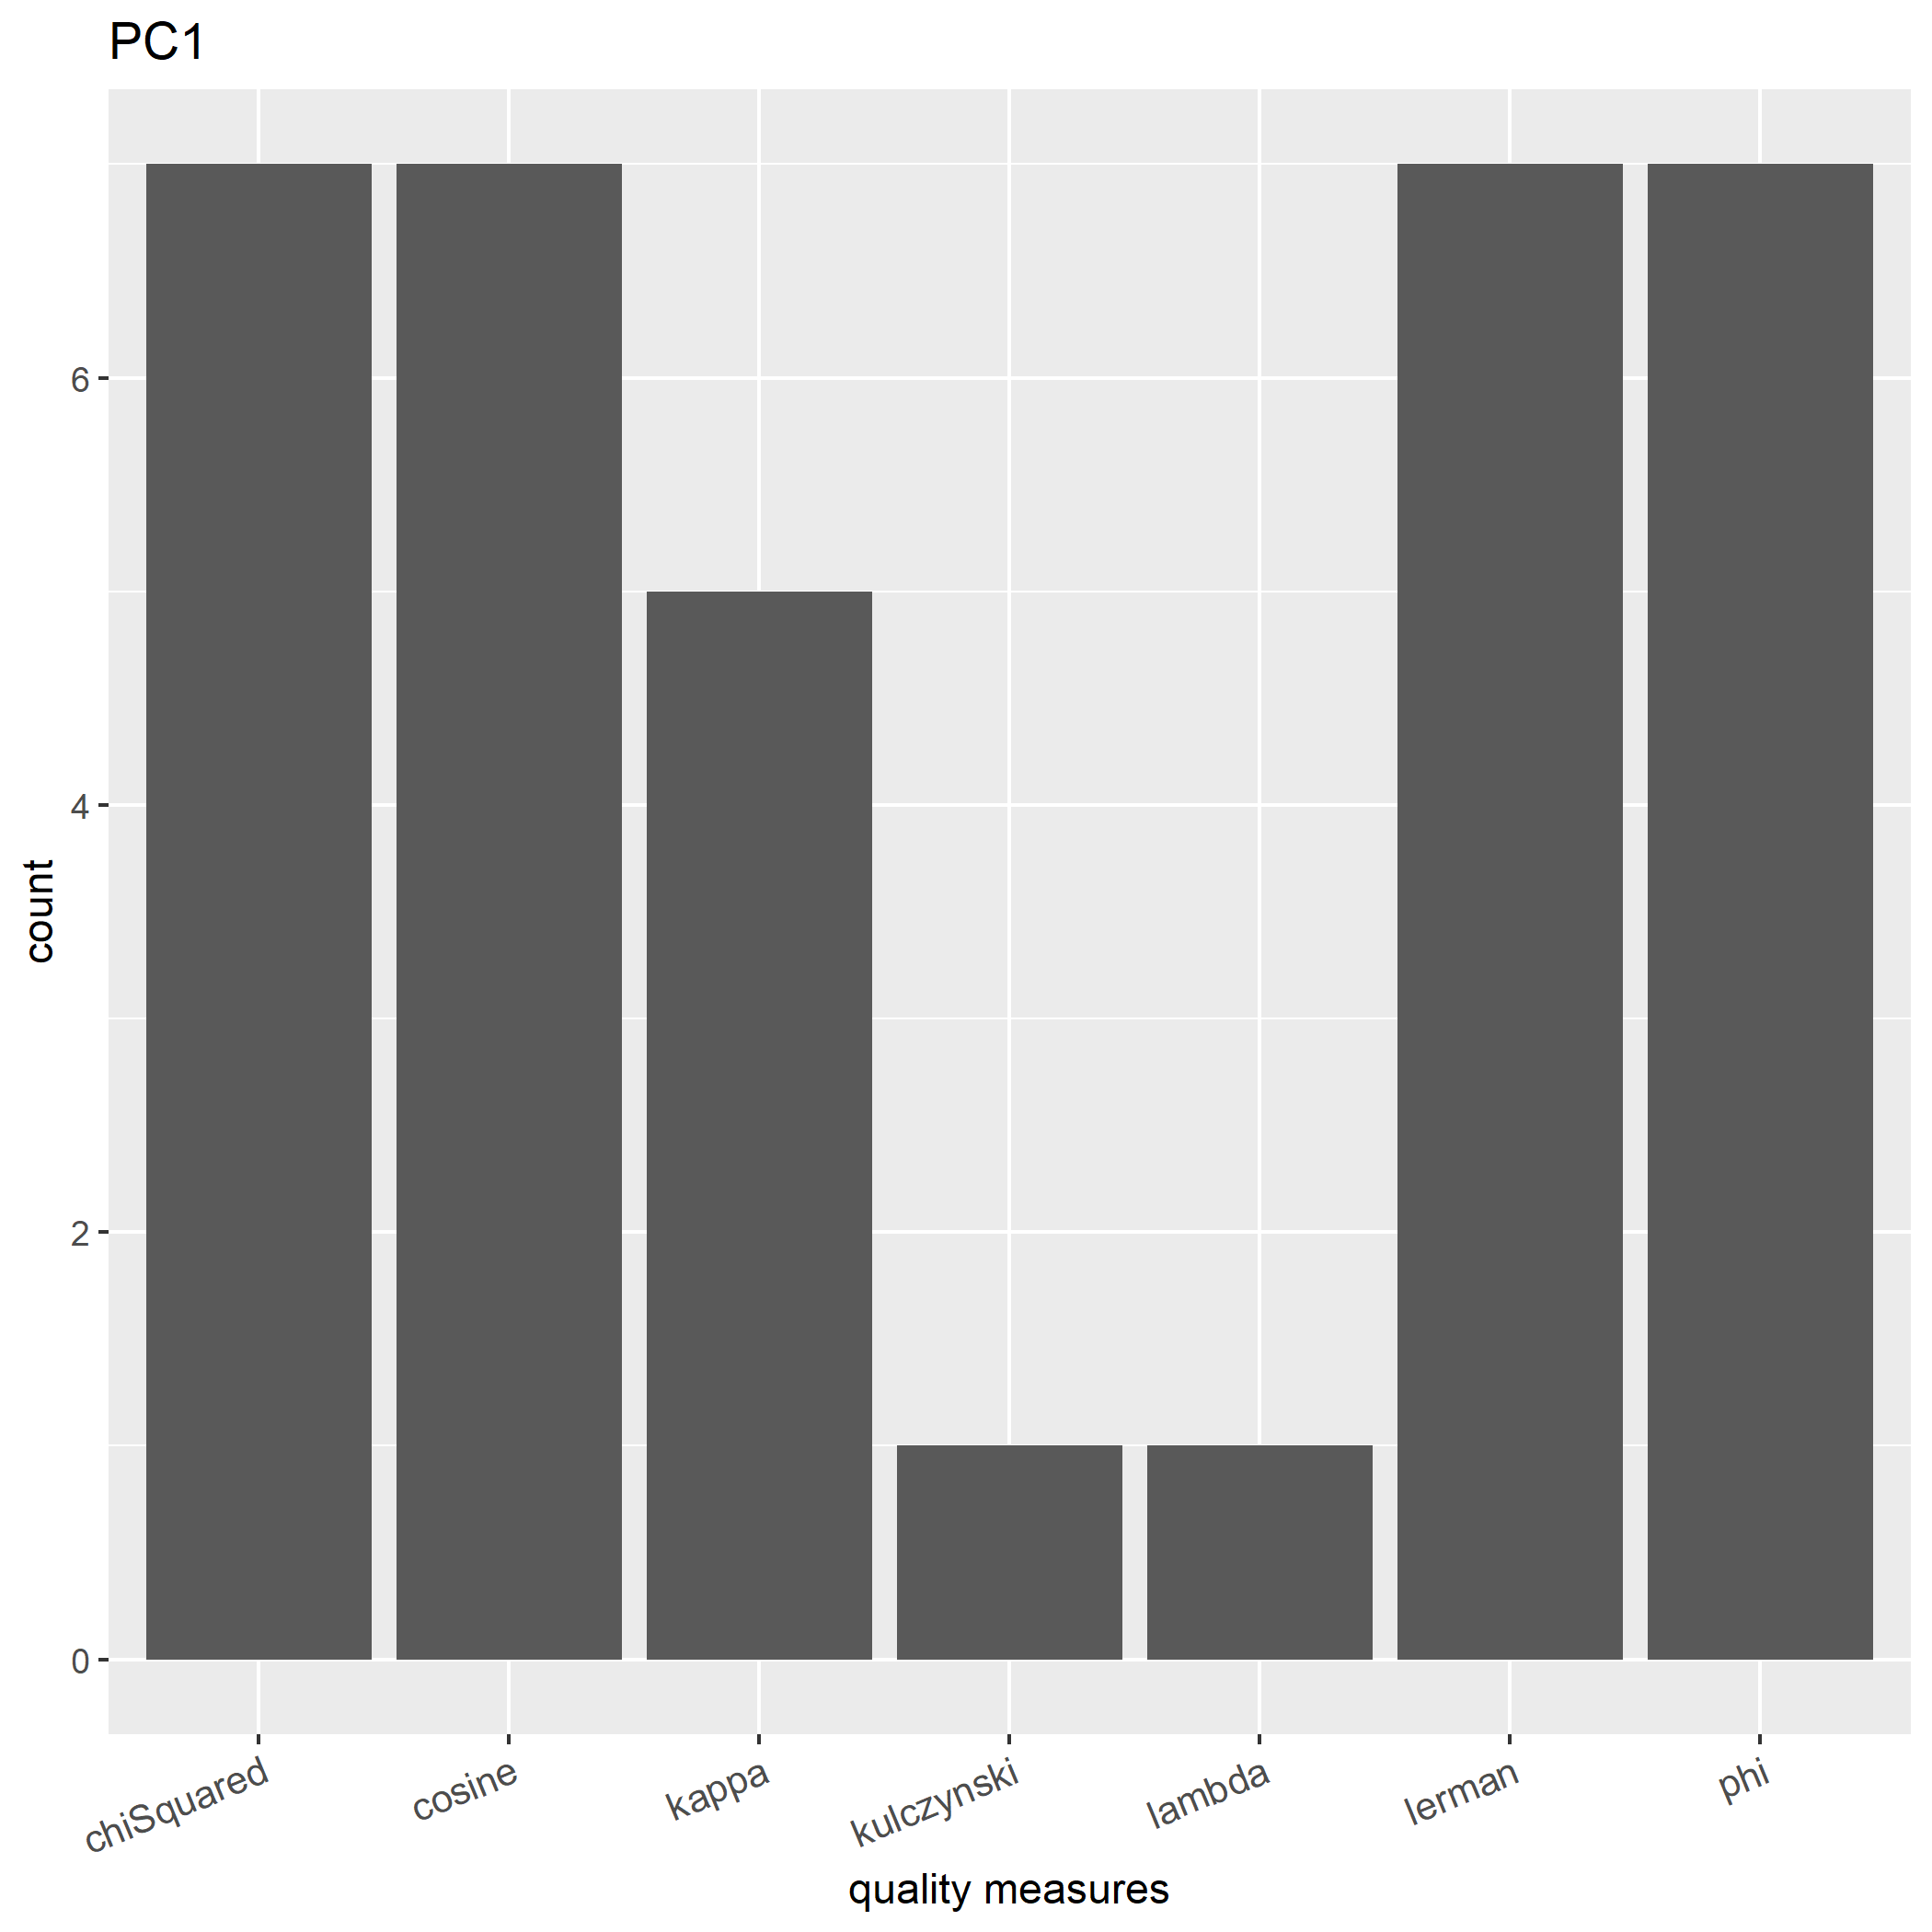 PC1
6
4
2
0
count
chiSquared
cosine
kappa
kulczynski
lambda
lerman
phi
quality measures